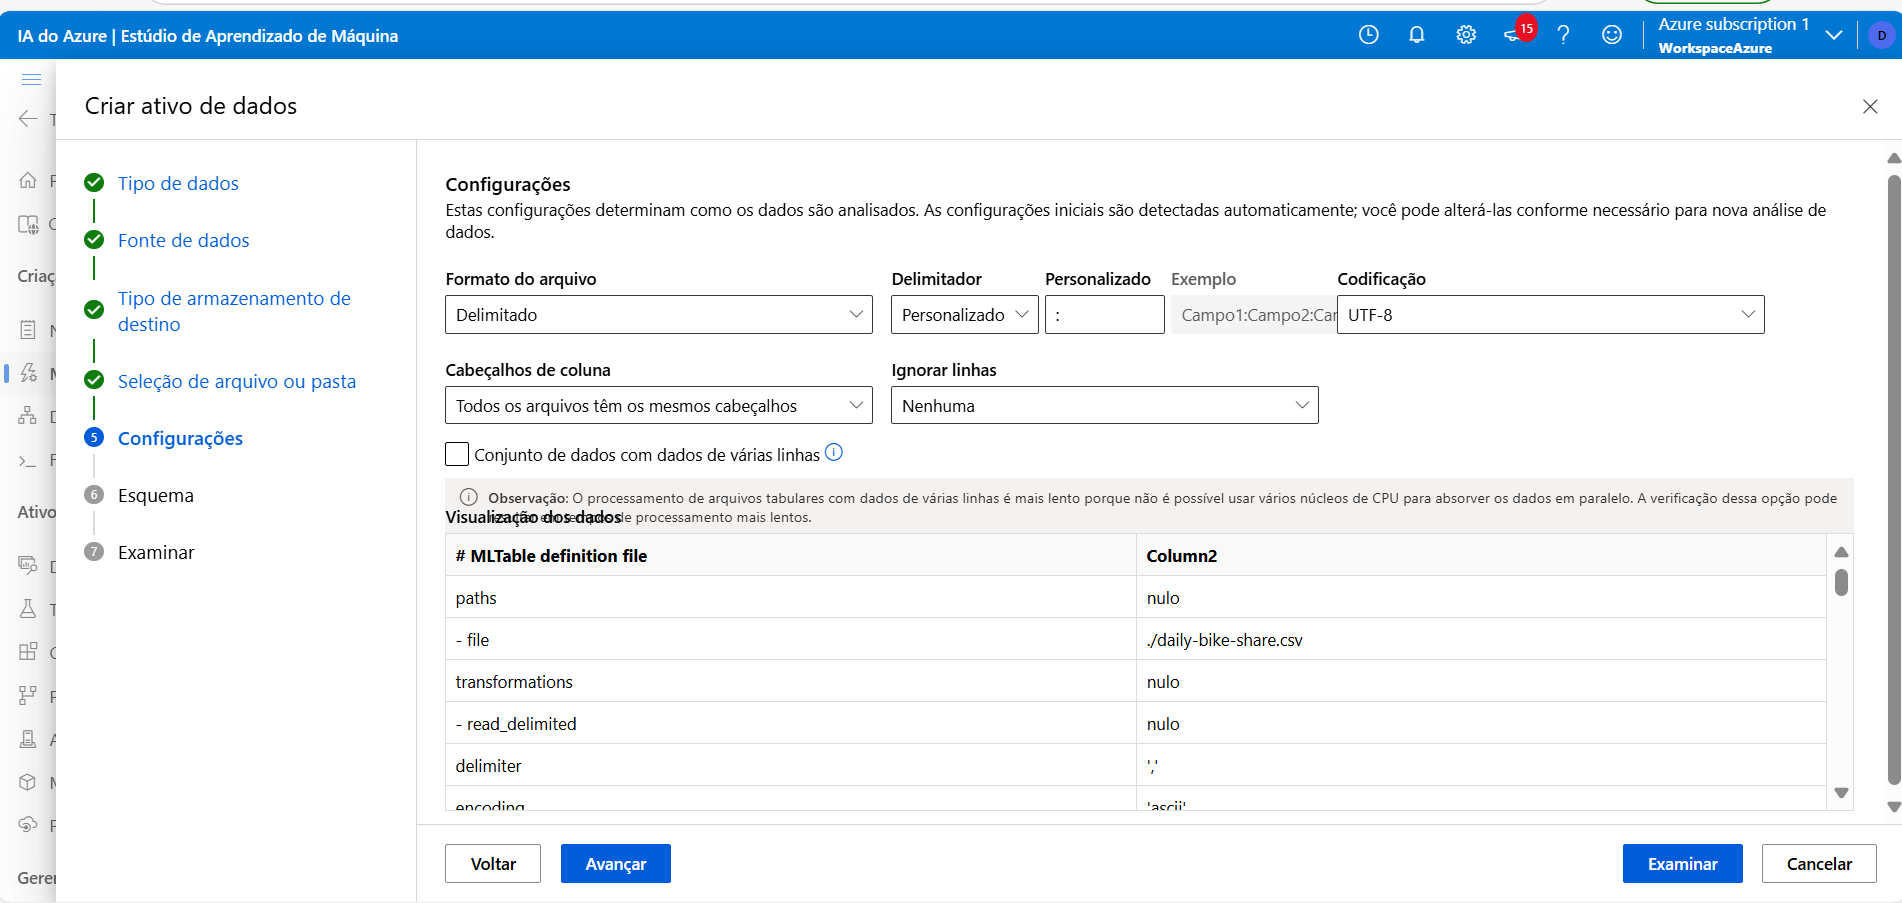 IA do Azure | Estúdio de Aprendizado de Máquina
15
Azure subscription 1
WorkspaceAzure
D
Criar ativo de dados
Criaç
Ativo
Geren
Tipo de dados
Fonte de dados
Tipo de armazenamento de
destino
Seleção de arquivo ou pasta
5 Configurações
6 Esquema
7 Examinar
Configurações
Estas configurações determinam como os dados são analisados. As configurações iniciais são detectadas automaticamente; você pode alterá-las conforme necessário para nova análise de
dados.
Formato do arquivo Delimitador Personalizado Exemplo Codificação
Delimitado Personalizado : Campo1:Campo2:Car UTF-8
Cabeçalhos de coluna Ignorar linhas
Todos os arquivos têm os mesmos cabeçalhos Nenhuma
Conjunto de dados com dados de várias linhas
Observação: O processamento de arquivos tabulares com dados de várias linhas é mais lento porque não é possível usar vários núcleos de CPU para absorver os dados em paralelo. A verificação dessa opção pode
de processamento mais lentos.
Visualização dos dados
# MLTable definition file Column2
paths nulo
- file ./daily-bike-share.csv
transformations nulo
- read_delimited nulo
delimiter ','
encoding 'ascii'
Voltar Avançar Examinar Cancelar